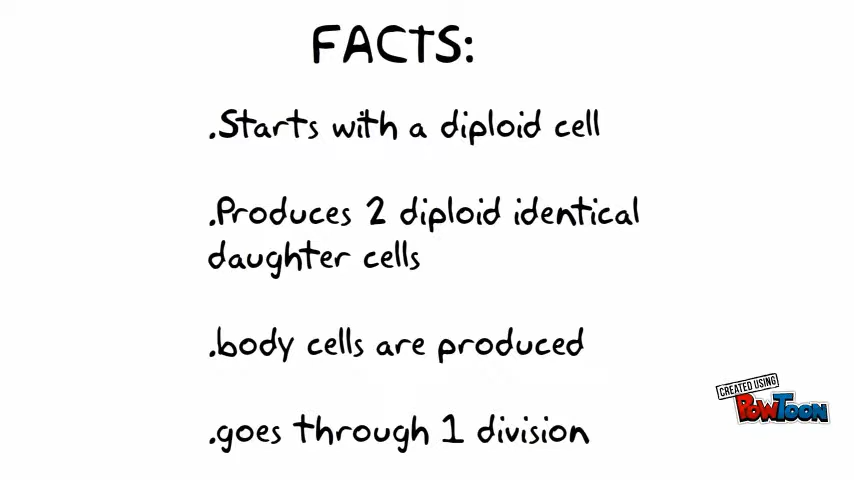 FACTS:
.Starts with a diploid cell
.Produces 2 diploid identical
daughter cells
.body cells are produced
.goes through 1 division
CREATED USING
POWTOON